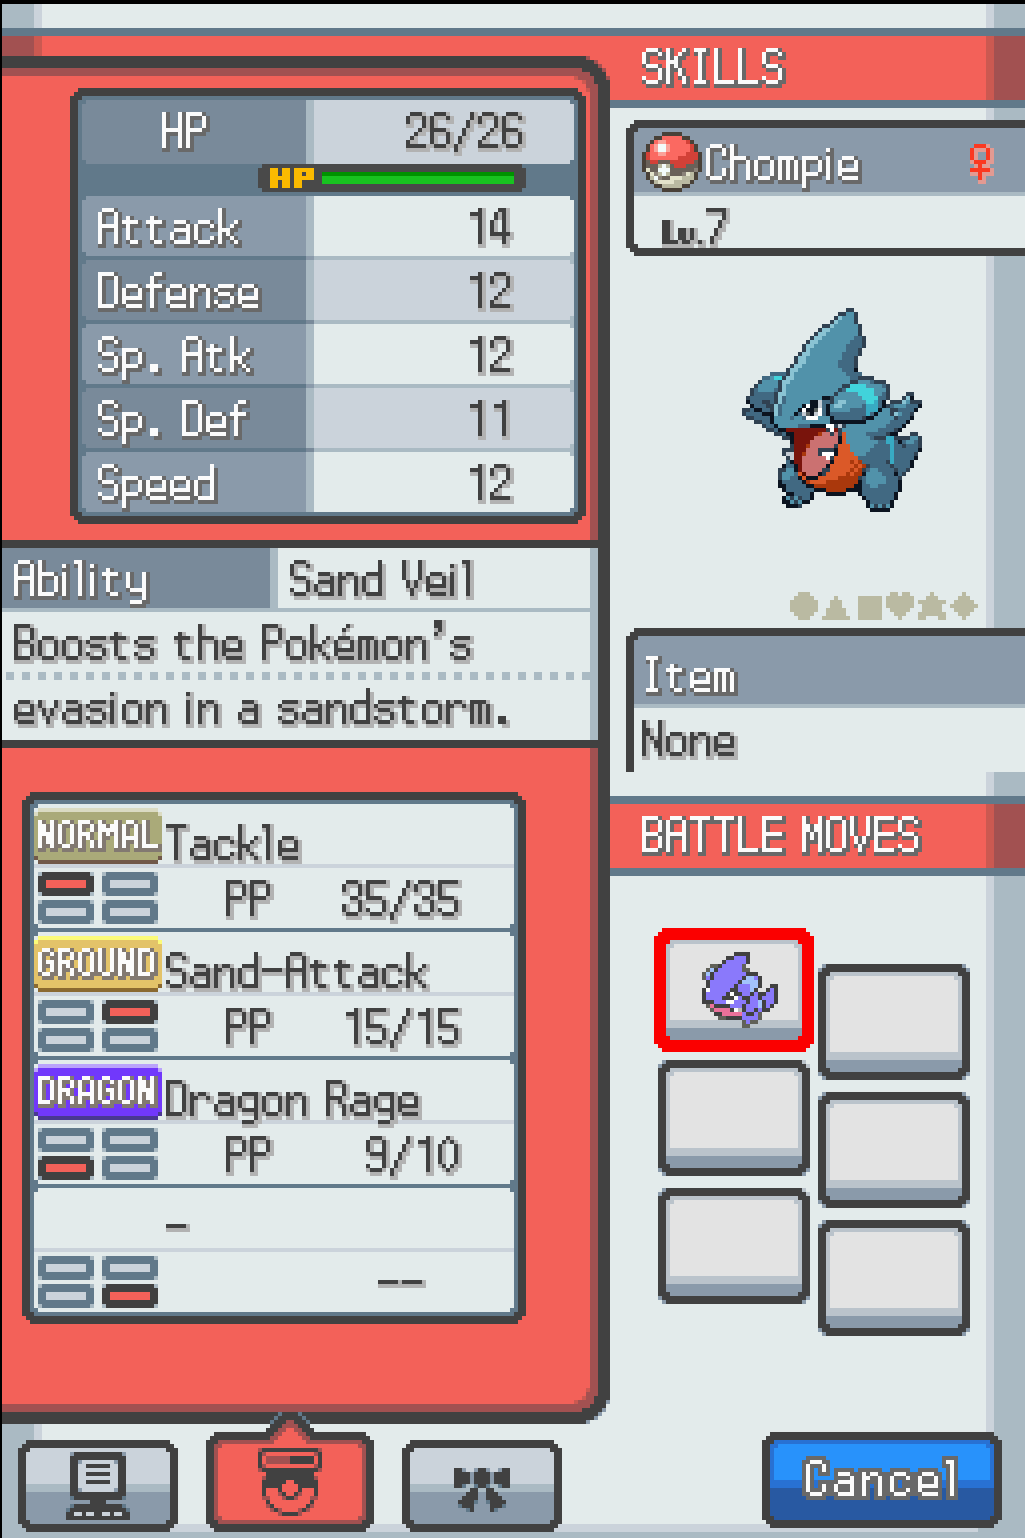 SKILLS
HP 26/26
HP
Attack 14
Defense 12
Sp. Atk 12
Sp. Def 11
Speed 12
Chompie ♀
Lv.7
Ability Sand Veil
Boosts the Pokémon's
evasion in a sandstorm.
Item
None
BATTLE MOVES
NORMAL Tackle
PP 35/35
GROUND Sand-Attack
PP 15/15
DRAGON Dragon Rage
PP 9/10
-
--
Cancel